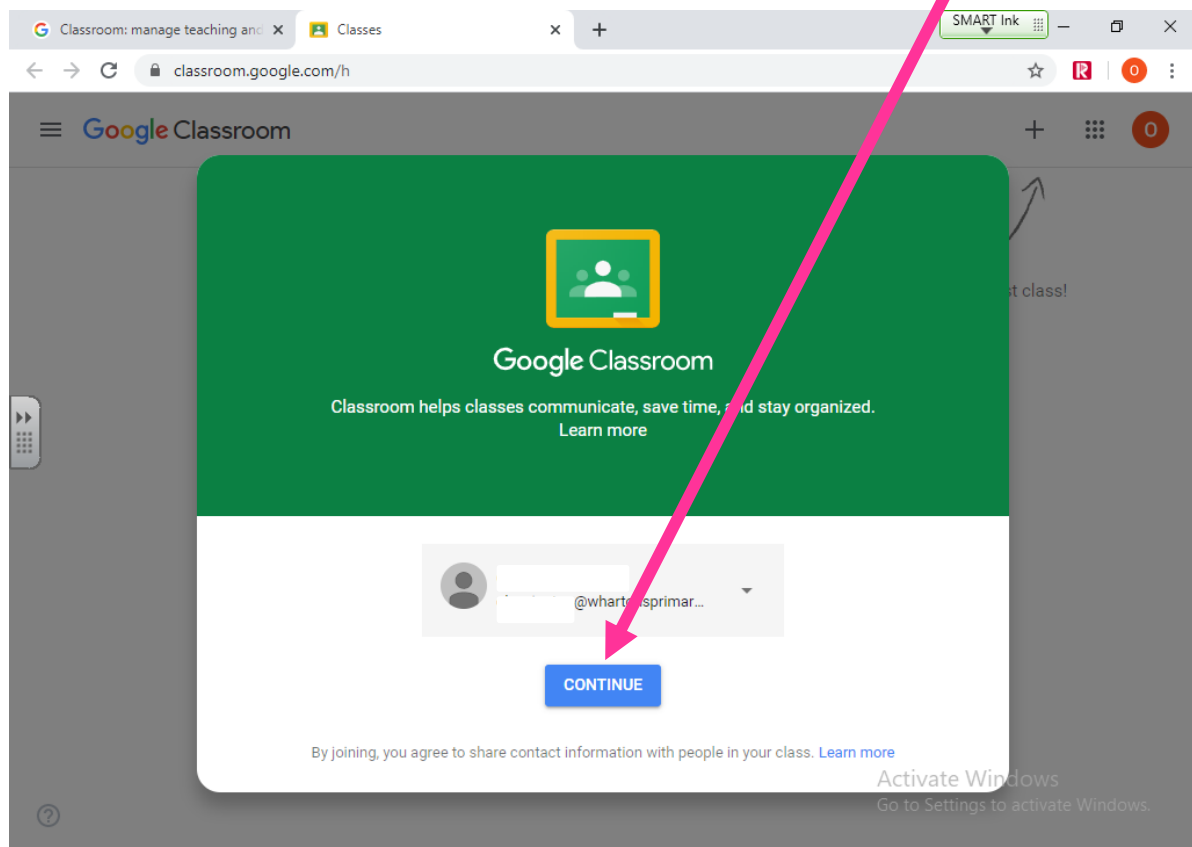 Classroom: manage teaching and
Classes
SMART Ink
classroom.google.com/h
O
Google Classroom
O
st class!
Google Classroom
Classroom helps classes communicate, save time, and stay organized.
Learn more
@whartonsprimar...
CONTINUE
By joining, you agree to share contact information with people in your class. Learn more
Activate Windows
Go to Settings to activate Windows.